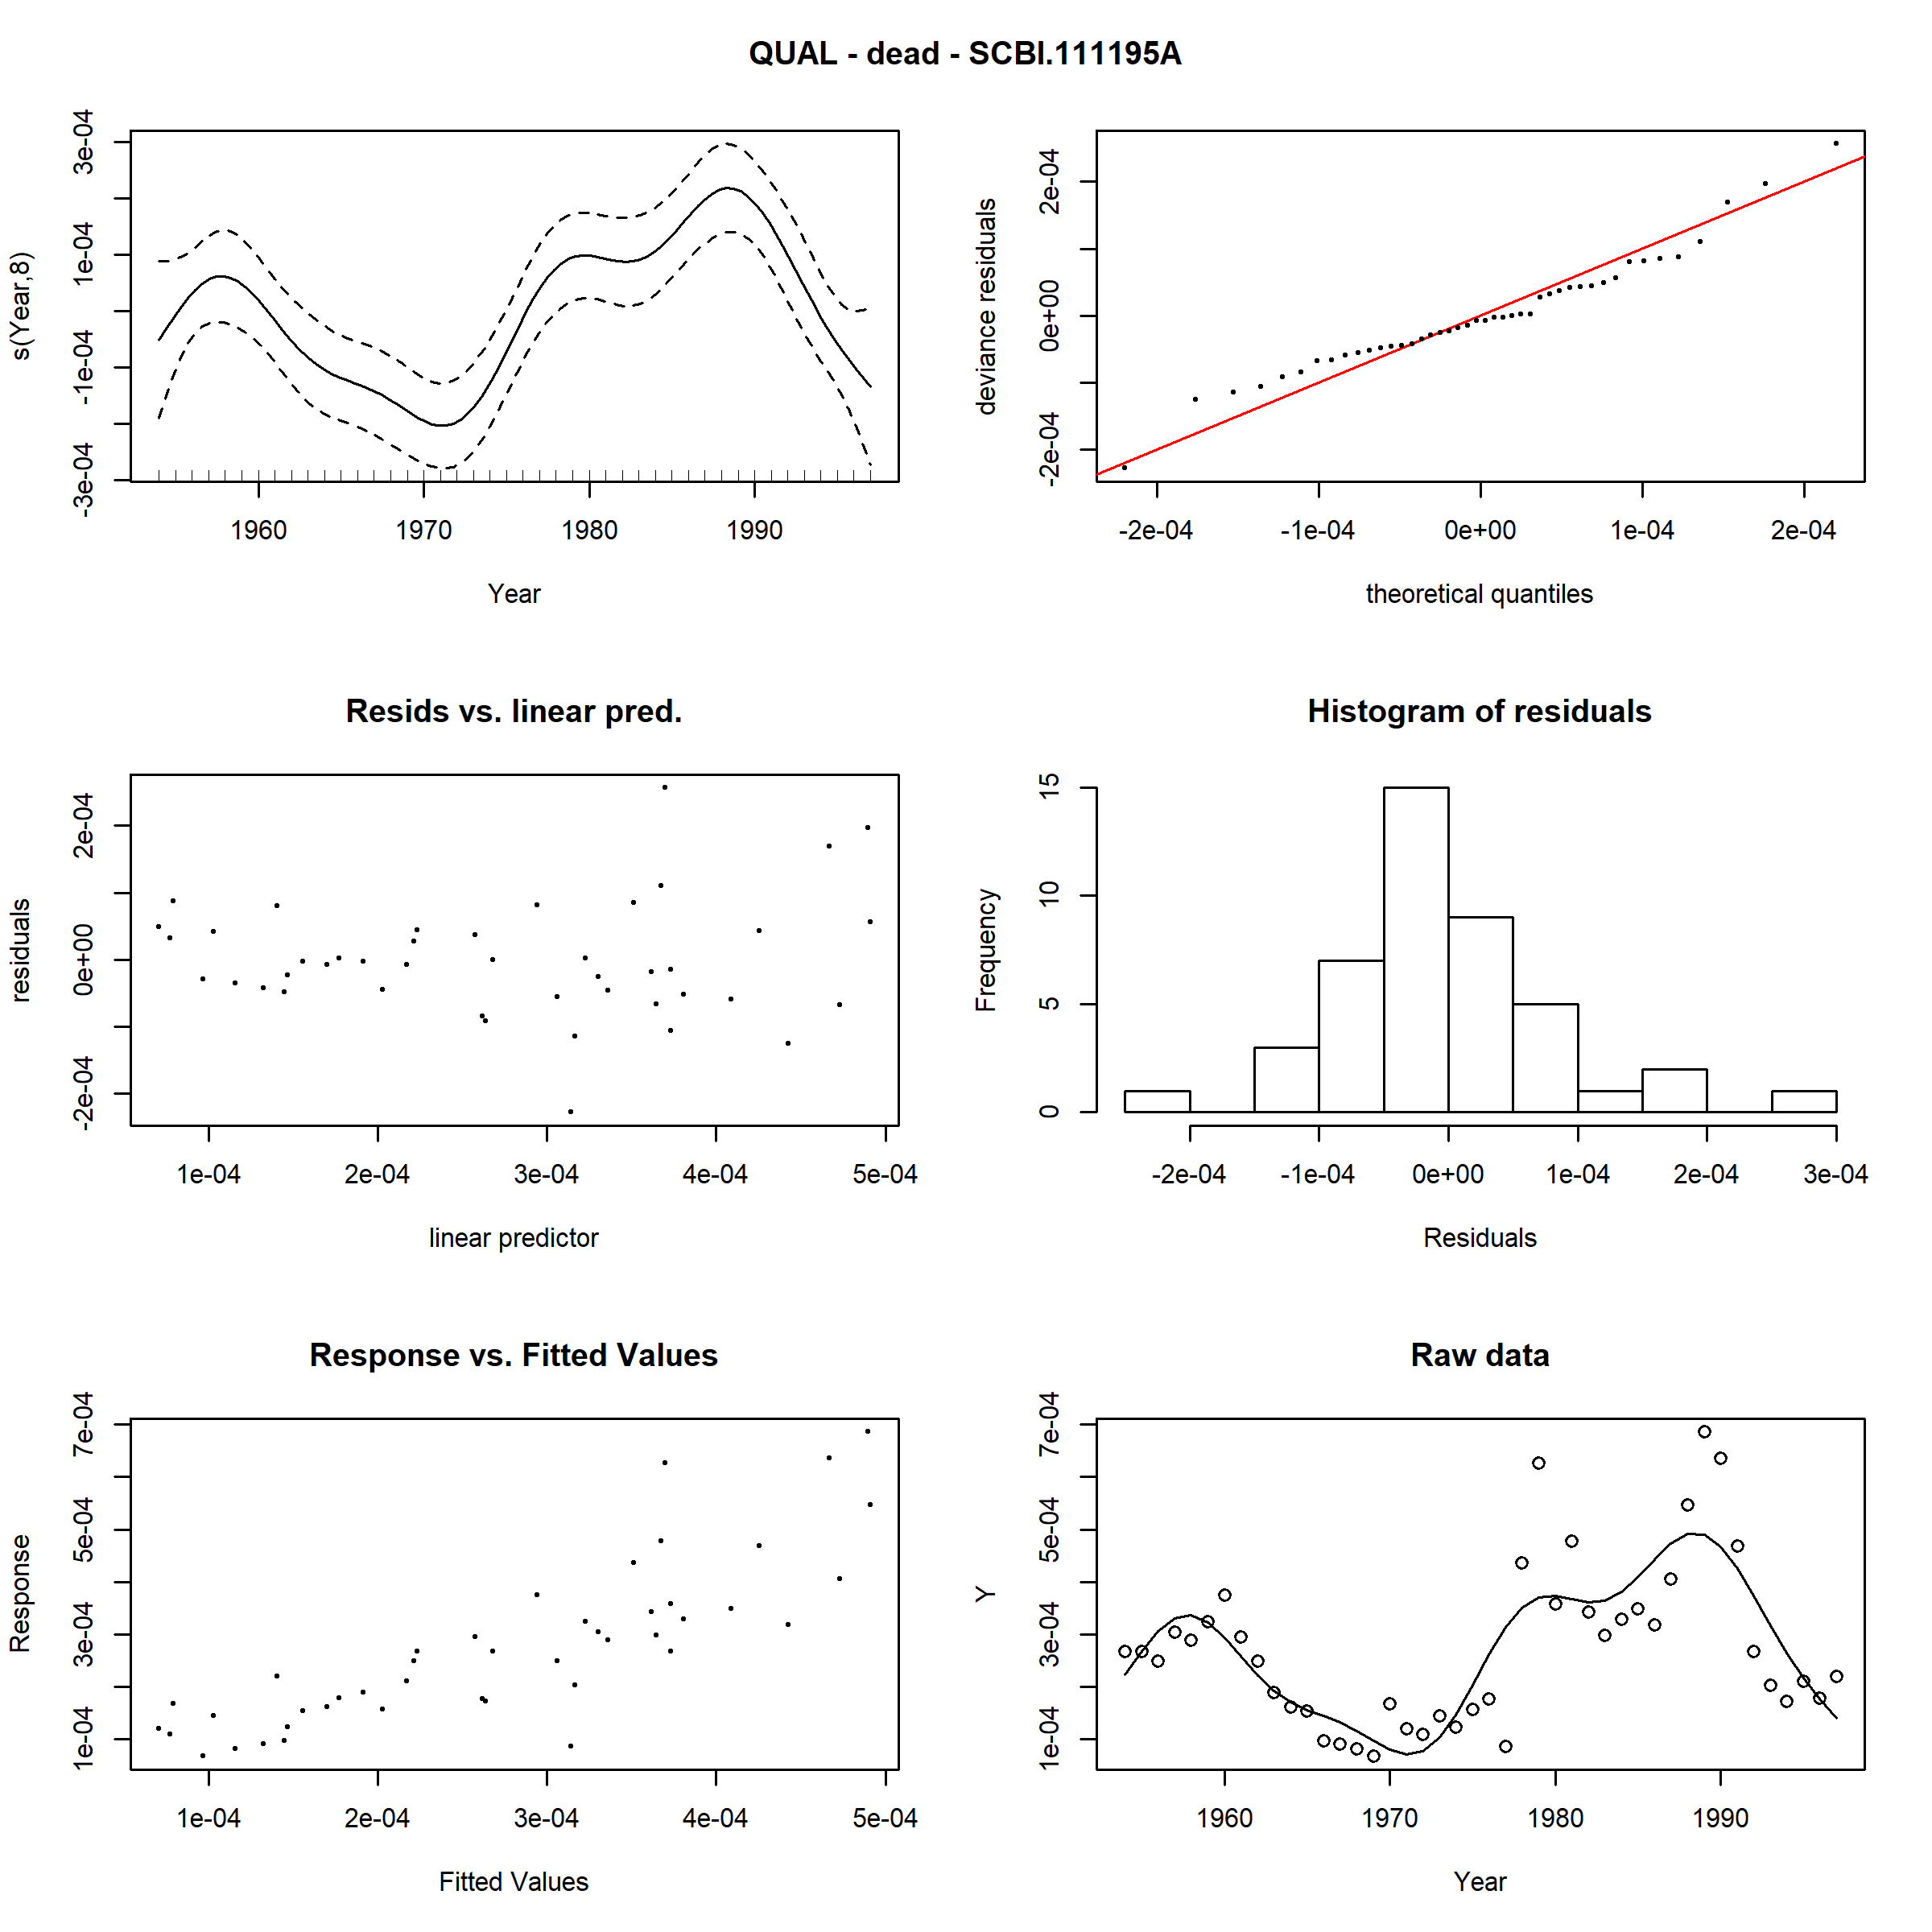 QUAL - dead - SCBI.111195A
s(Year,8)
3e-04
1e-04
-1e-04
-3e-04
1960 1970 1980 1990
Year
deviance residuals
2e-04
0e+00
-2e-04
-2e-04 -1e-04 0e+00 1e-04 2e-04
theoretical quantiles
Resids vs. linear pred.
residuals
2e-04
0e+00
-2e-04
1e-04 2e-04 3e-04 4e-04 5e-04
linear predictor
Histogram of residuals
Frequency
15
10
5
0
-2e-04 -1e-04 0e+00 1e-04 2e-04 3e-04
Residuals
Response vs. Fitted Values
Response
7e-04
5e-04
3e-04
1e-04
1e-04 2e-04 3e-04 4e-04 5e-04
Fitted Values
Raw data
Y
7e-04
5e-04
3e-04
1e-04
1960 1970 1980 1990
Year